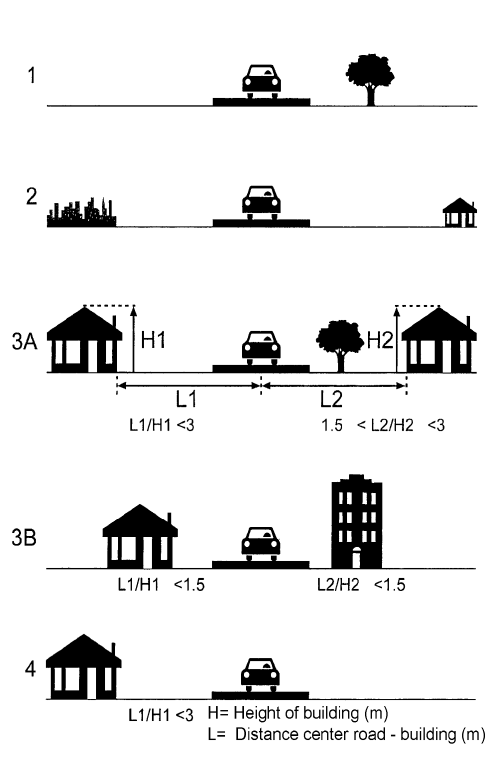 1
2
3A H1 H2
L1 L2
L1/H1 <3 1.5 < L2/H2 <3
3B
L1/H1 <1.5 L2/H2 <1.5
4
L1/H1 <3 H= Height of building (m)
L= Distance center road - building (m)